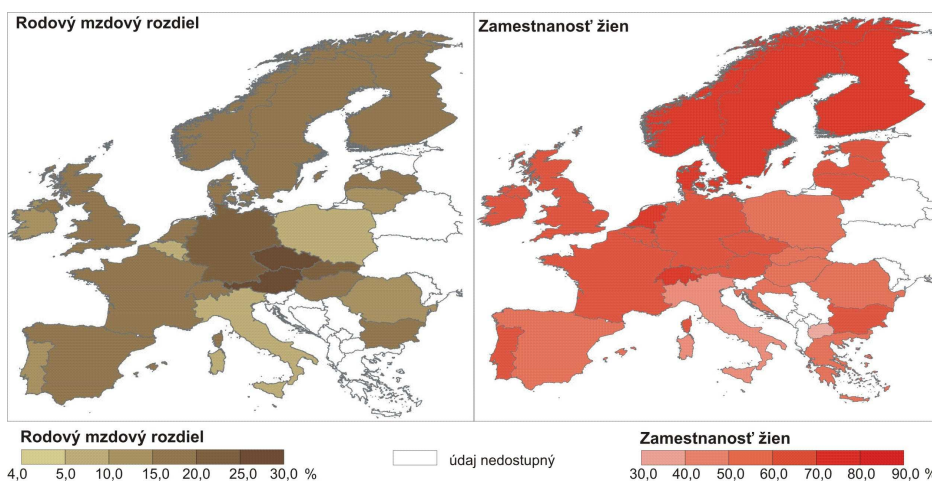 Rodový mzdový rozdiel
Zamestnanosť žien
Rodový mzdový rozdiel
4,0 5,0 10,0 15,0 20,0 25,0 30,0 %
údaj nedostupný
Zamestnanosť žien
30,0 40,0 50,0 60,0 70,0 80,0 90,0 %